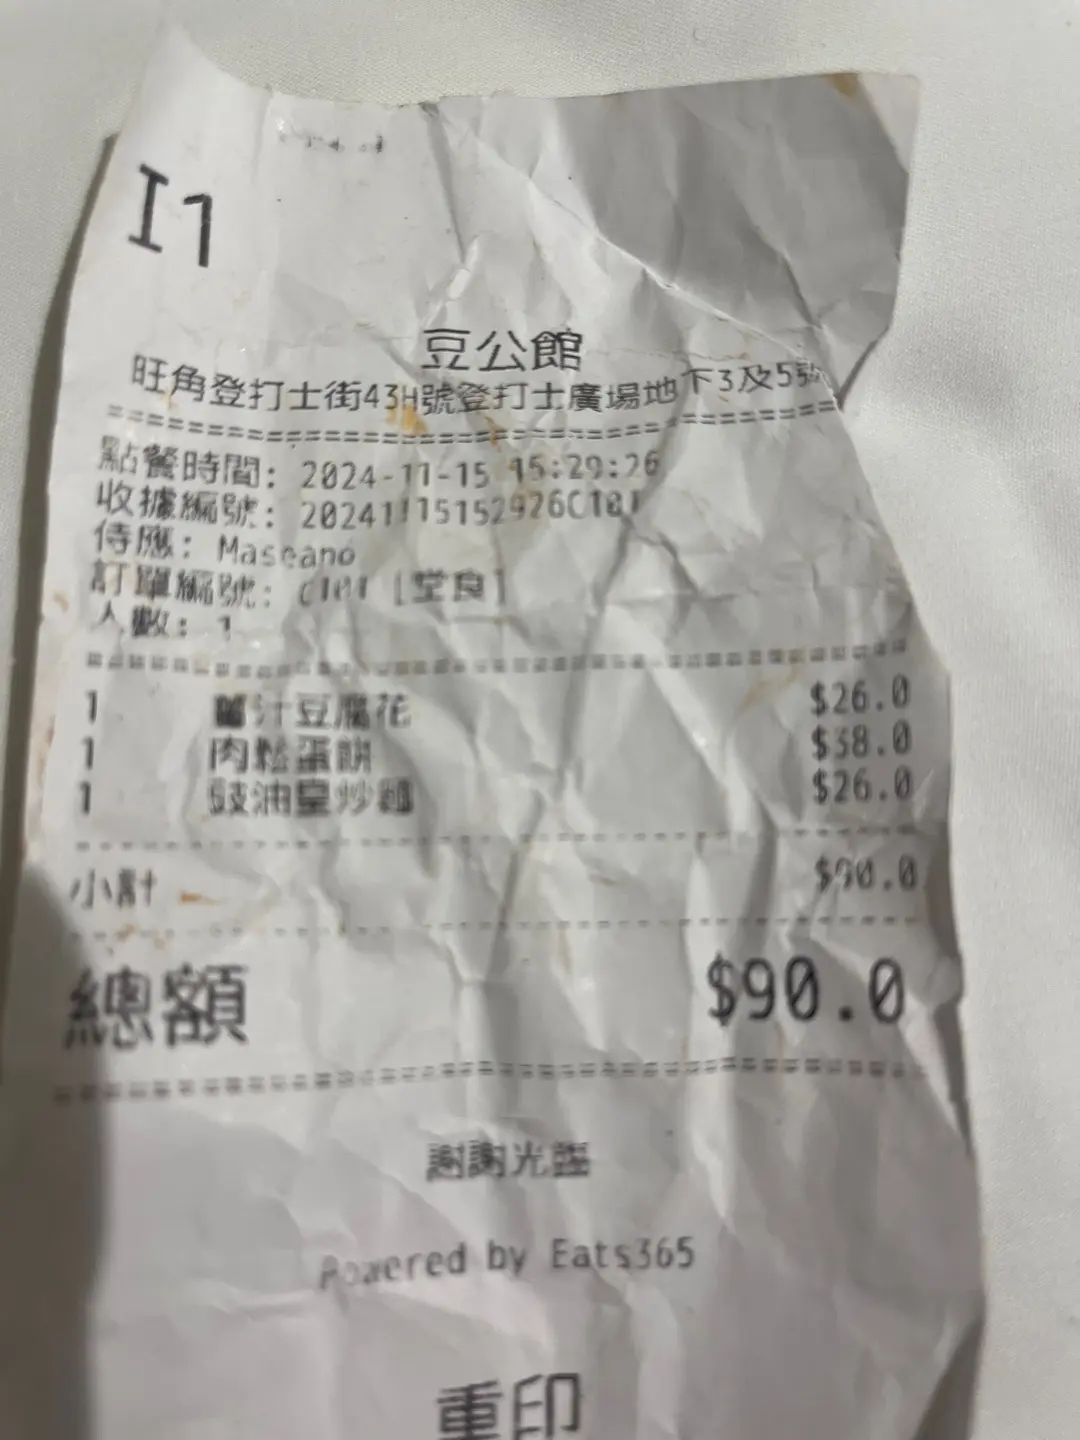 I1
豆公館
旺角登打士街43H號登打士廣場地下3及5號
點餐時間: 2024-11-15 15:29:26
收據編號: 20241115152926C101
侍應: Maseano
訂單編號: C101 [堂食]
人數: 1
1 薑汁豆腐花 $26.0
1 肉鬆蛋餅 $38.0
1 豉油皇炒麵 $26.0
小計 $90.0
總額 $90.0
謝謝光臨
Powered by Eats365
重印